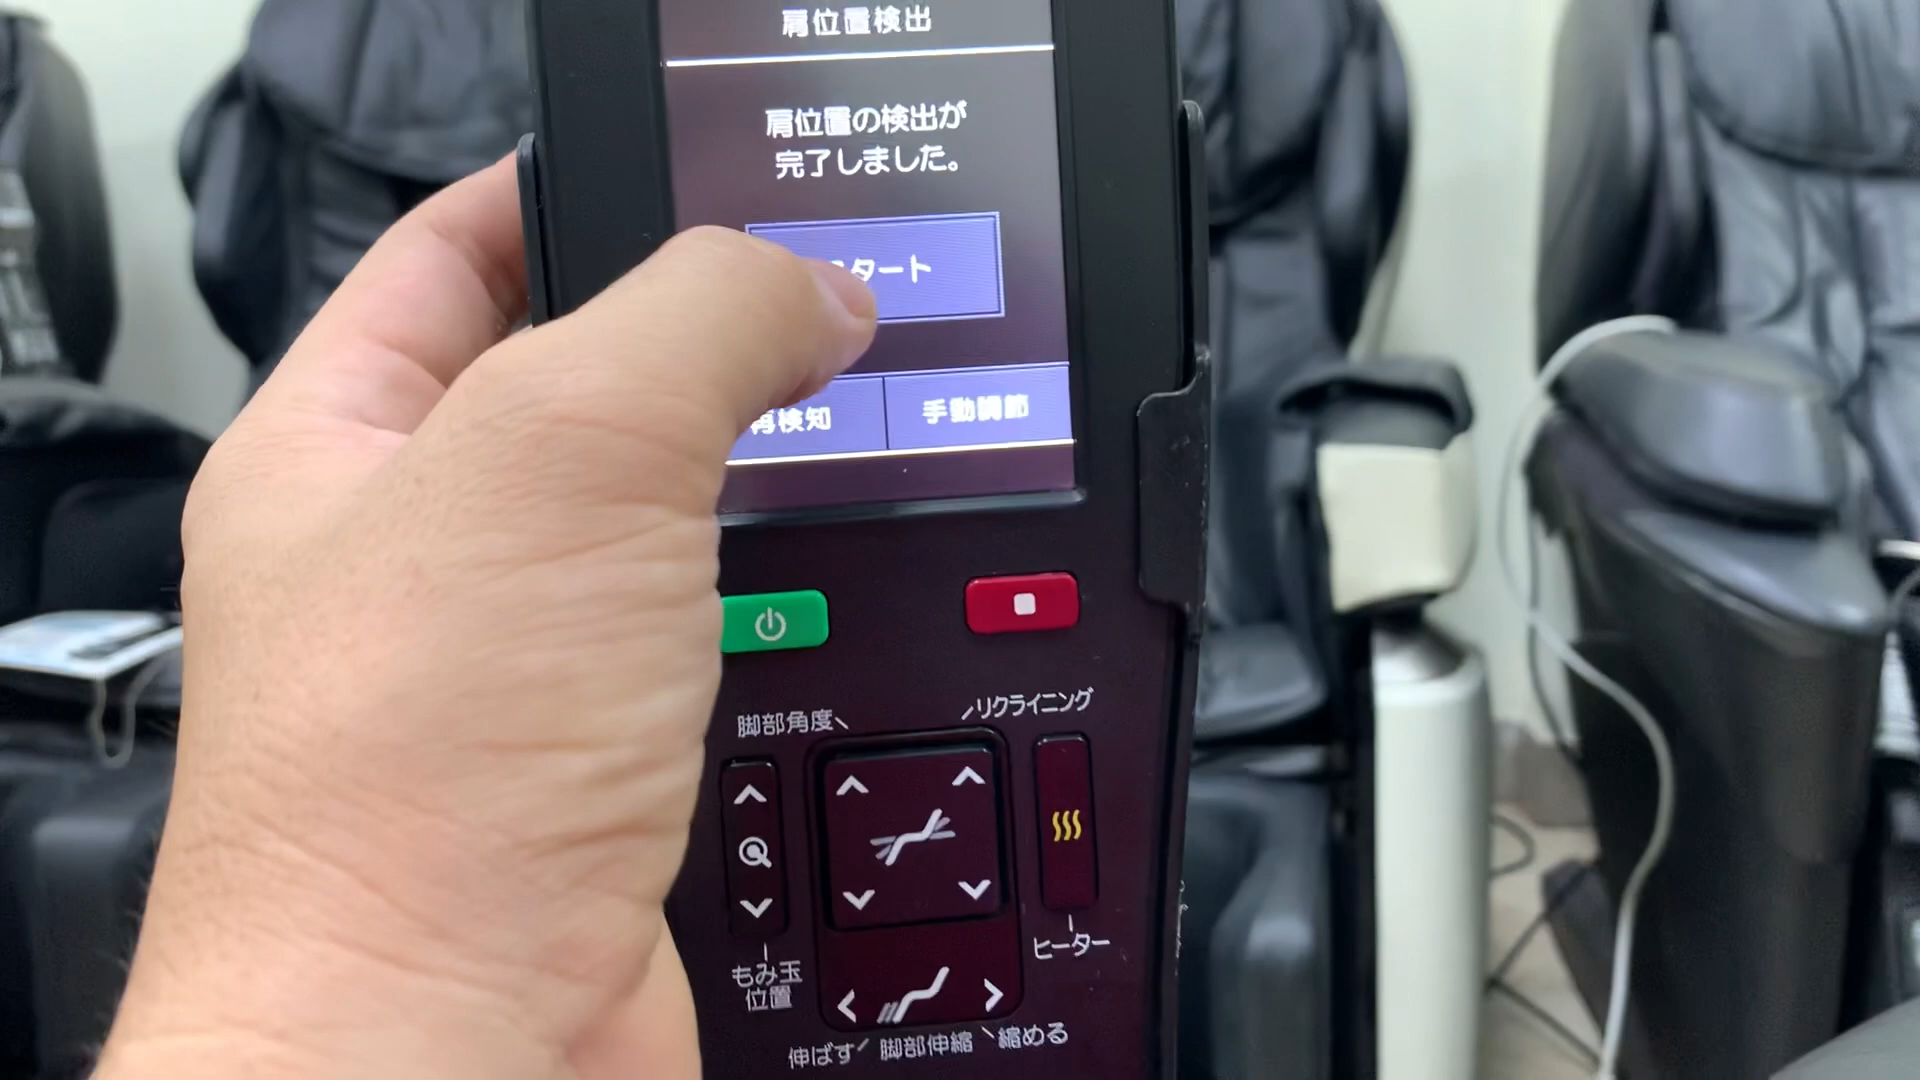 肩位置検出
肩位置の検出が
完了しました。
スタート
再検知
手動調節
脚部角度
リクライニング
もみ玉
位置
ヒーター
伸ばす
脚部伸縮
縮める